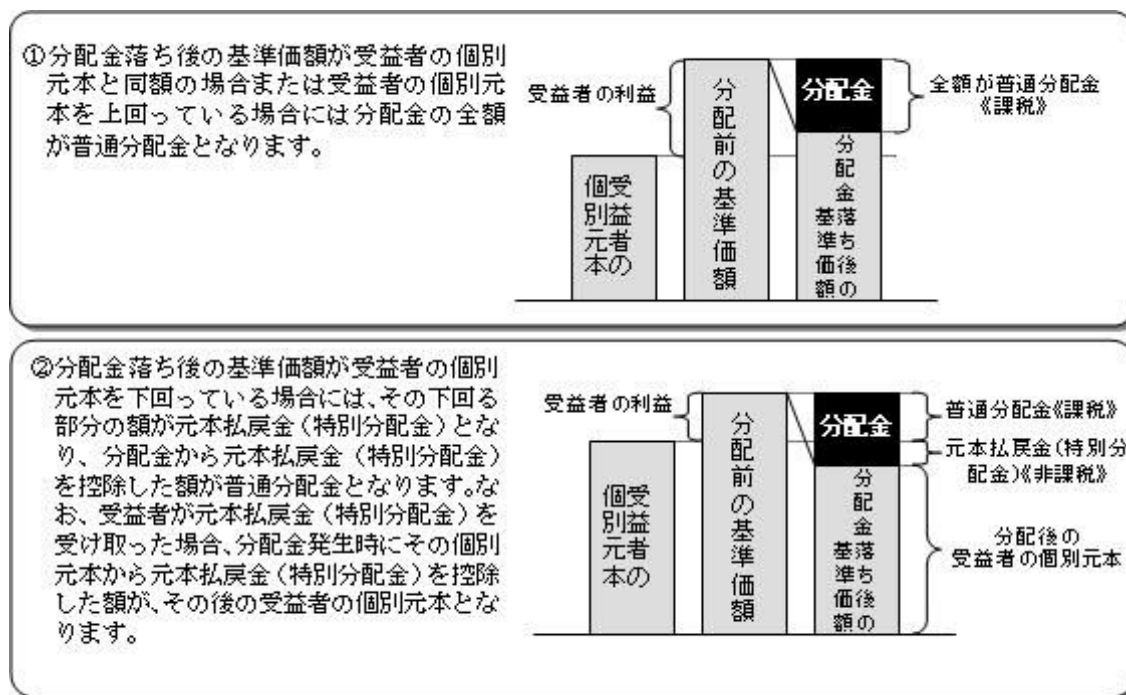 ①分配金落ち後の基準価額が受益者の個別
元本と同額の場合または受益者の個別元
本を上回っている場合には分配金の全額
が普通分配金となります。
受益者の利益
個別元本の受益者の
分配前の基準価額
分配金
分配金落ち後の基準価額
全額が普通分配金
《課税》
②分配金落ち後の基準価額が受益者の個別
元本を下回っている場合には、その下回る
部分の額が元本払戻金（特別分配金）とな
り、分配金から元本払戻金（特別分配金）
を控除した額が普通分配金となります。な
お、受益者が元本払戻金（特別分配金）を
受け取った場合、分配金発生時にその個別
元本から元本払戻金（特別分配金）を控除
した額が、その後の受益者の個別元本とな
ります。
受益者の利益
受益者の
個別元本
分配前の基準価額
分配金
分配金落ち後の
基準価額
普通分配金《課税》
元本払戻金（特別分
配金）《非課税》
分配後の
受益者の個別元本